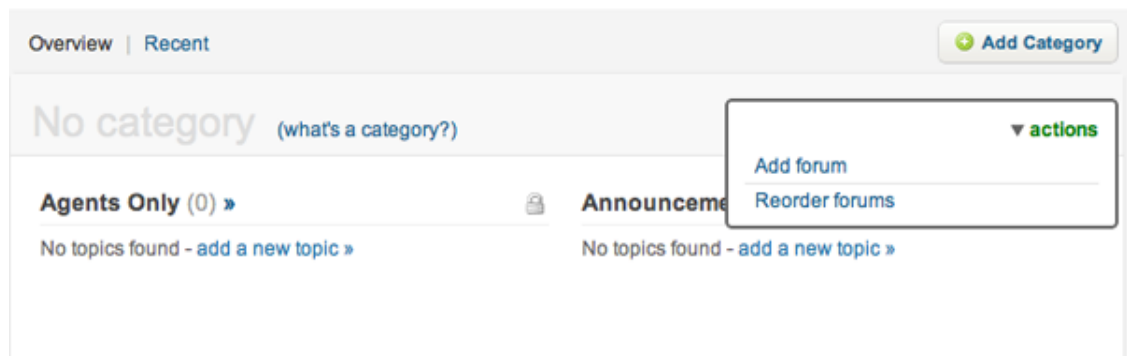 Overview | Recent
Add Category
No category (what's a category?)
▼ actions
Add forum
Reorder forums
Agents Only (0) »
No topics found - add a new topic »
Announceme
No topics found - add a new topic »